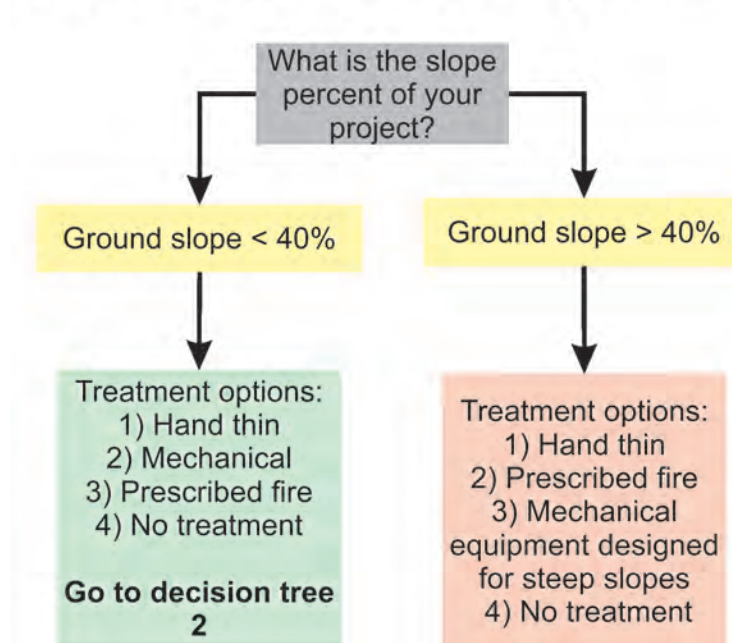 What is the slope
percent of your
project?
Ground slope < 40%
Ground slope > 40%
Treatment options:
1) Hand thin
2) Mechanical
3) Prescribed fire
4) No treatment
Go to decision tree
2
Treatment options:
1) Hand thin
2) Prescribed fire
3) Mechanical
equipment designed
for steep slopes
4) No treatment